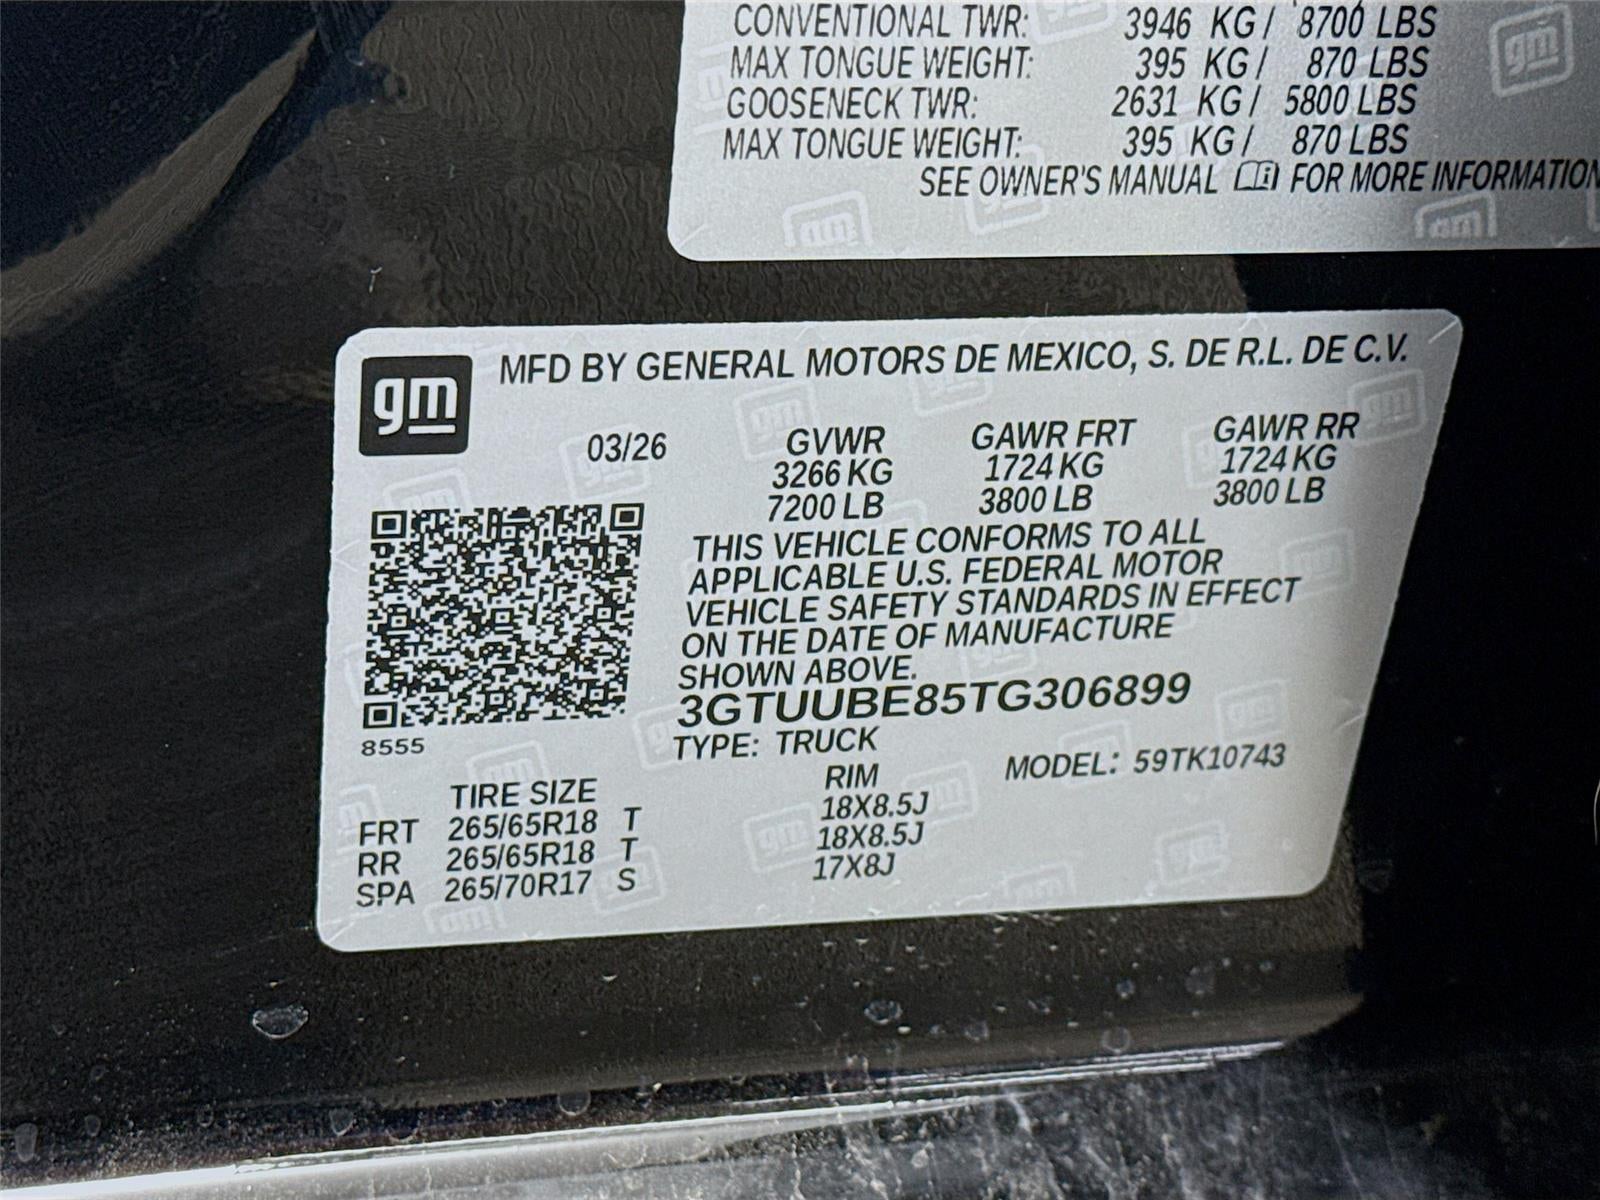 CONVENTIONAL TWR: 3946 KG / 8700 LBS
MAX TONGUE WEIGHT: 395 KG / 870 LBS
GOOSENECK TWR: 2631 KG / 5800 LBS
MAX TONGUE WEIGHT: 395 KG / 870 LBS
SEE OWNER'S MANUAL FOR MORE INFORMATION
gm
MFD BY GENERAL MOTORS DE MEXICO, S. DE R.L. DE C.V.
03/26 GVWR GAWR FRT GAWR RR
3266 KG 1724 KG 1724 KG
7200 LB 3800 LB 3800 LB
THIS VEHICLE CONFORMS TO ALL
APPLICABLE U.S. FEDERAL MOTOR
VEHICLE SAFETY STANDARDS IN EFFECT
ON THE DATE OF MANUFACTURE
SHOWN ABOVE.
3GTUUBE85TG306899
8555
TYPE: TRUCK MODEL: 59TK10743
TIRE SIZE RIM
FRT 265/65R18 T 18X8.5J
RR 265/65R18 T 18X8.5J
SPA 265/70R17 S 17X8J